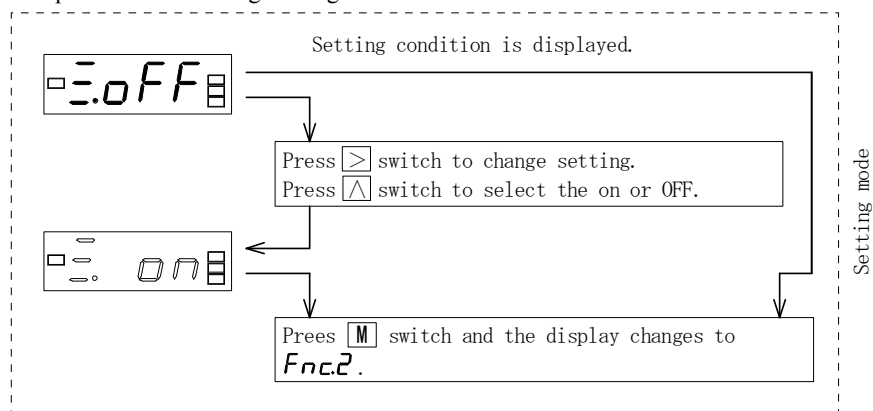 Setting condition is displayed.
Ξ.oFF
Press > switch to change setting.
Press ∧ switch to select the on or OFF.
Ξ. on
Prees M switch and the display changes to
Fnc.2.
Setting mode